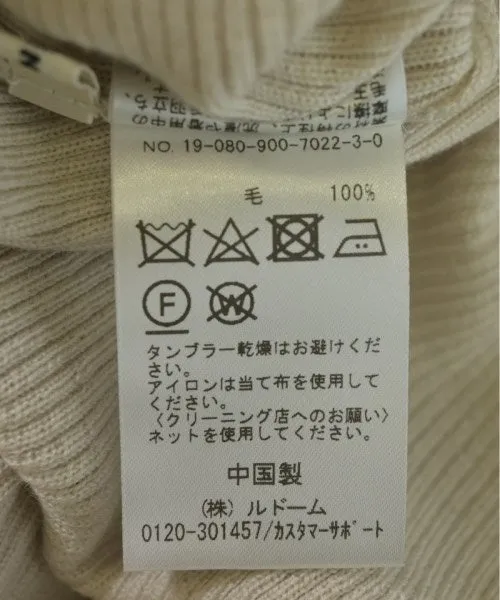 NO. 19-080-900-7022-3-0
毛 100%
F
W
タンブラー乾燥はお避けくだ
さい。
アイロンは当て布を使用して
ください。
〈クリーニング店へのお願い〉
ネットを使用してください。
中国製
(株) ルドーム
0120-301457/カスタマーサポート